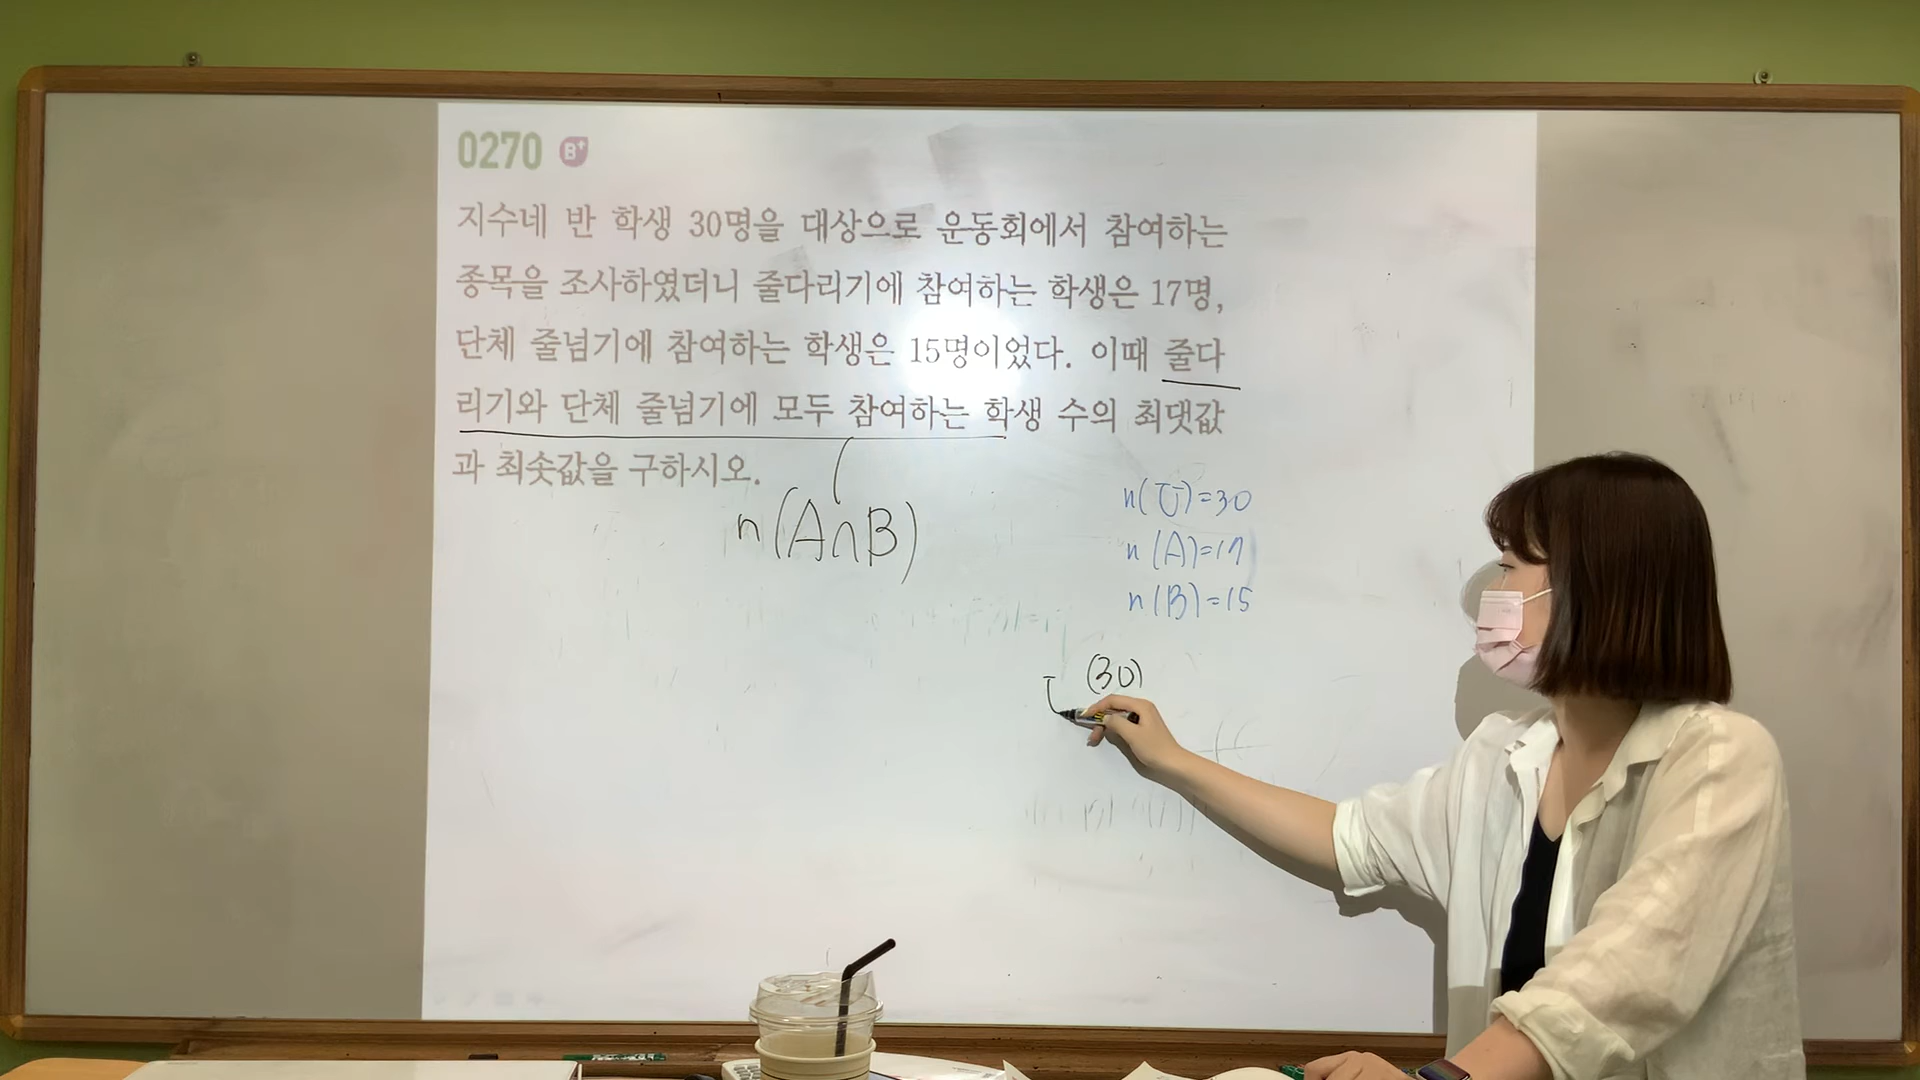 0270 B+
지수네 반 학생 30명을 대상으로 운동회에서 참여하는
종목을 조사하였더니 줄다리기에 참여하는 학생은 17명,
단체 줄넘기에 참여하는 학생은 15명이었다. 이때 줄다
리기와 단체 줄넘기에 모두 참여하는 학생 수의 최댓값
과 최솟값을 구하시오.
n(A∩B)
n(U)=30
n(A)=17
n(B)=15
(30)